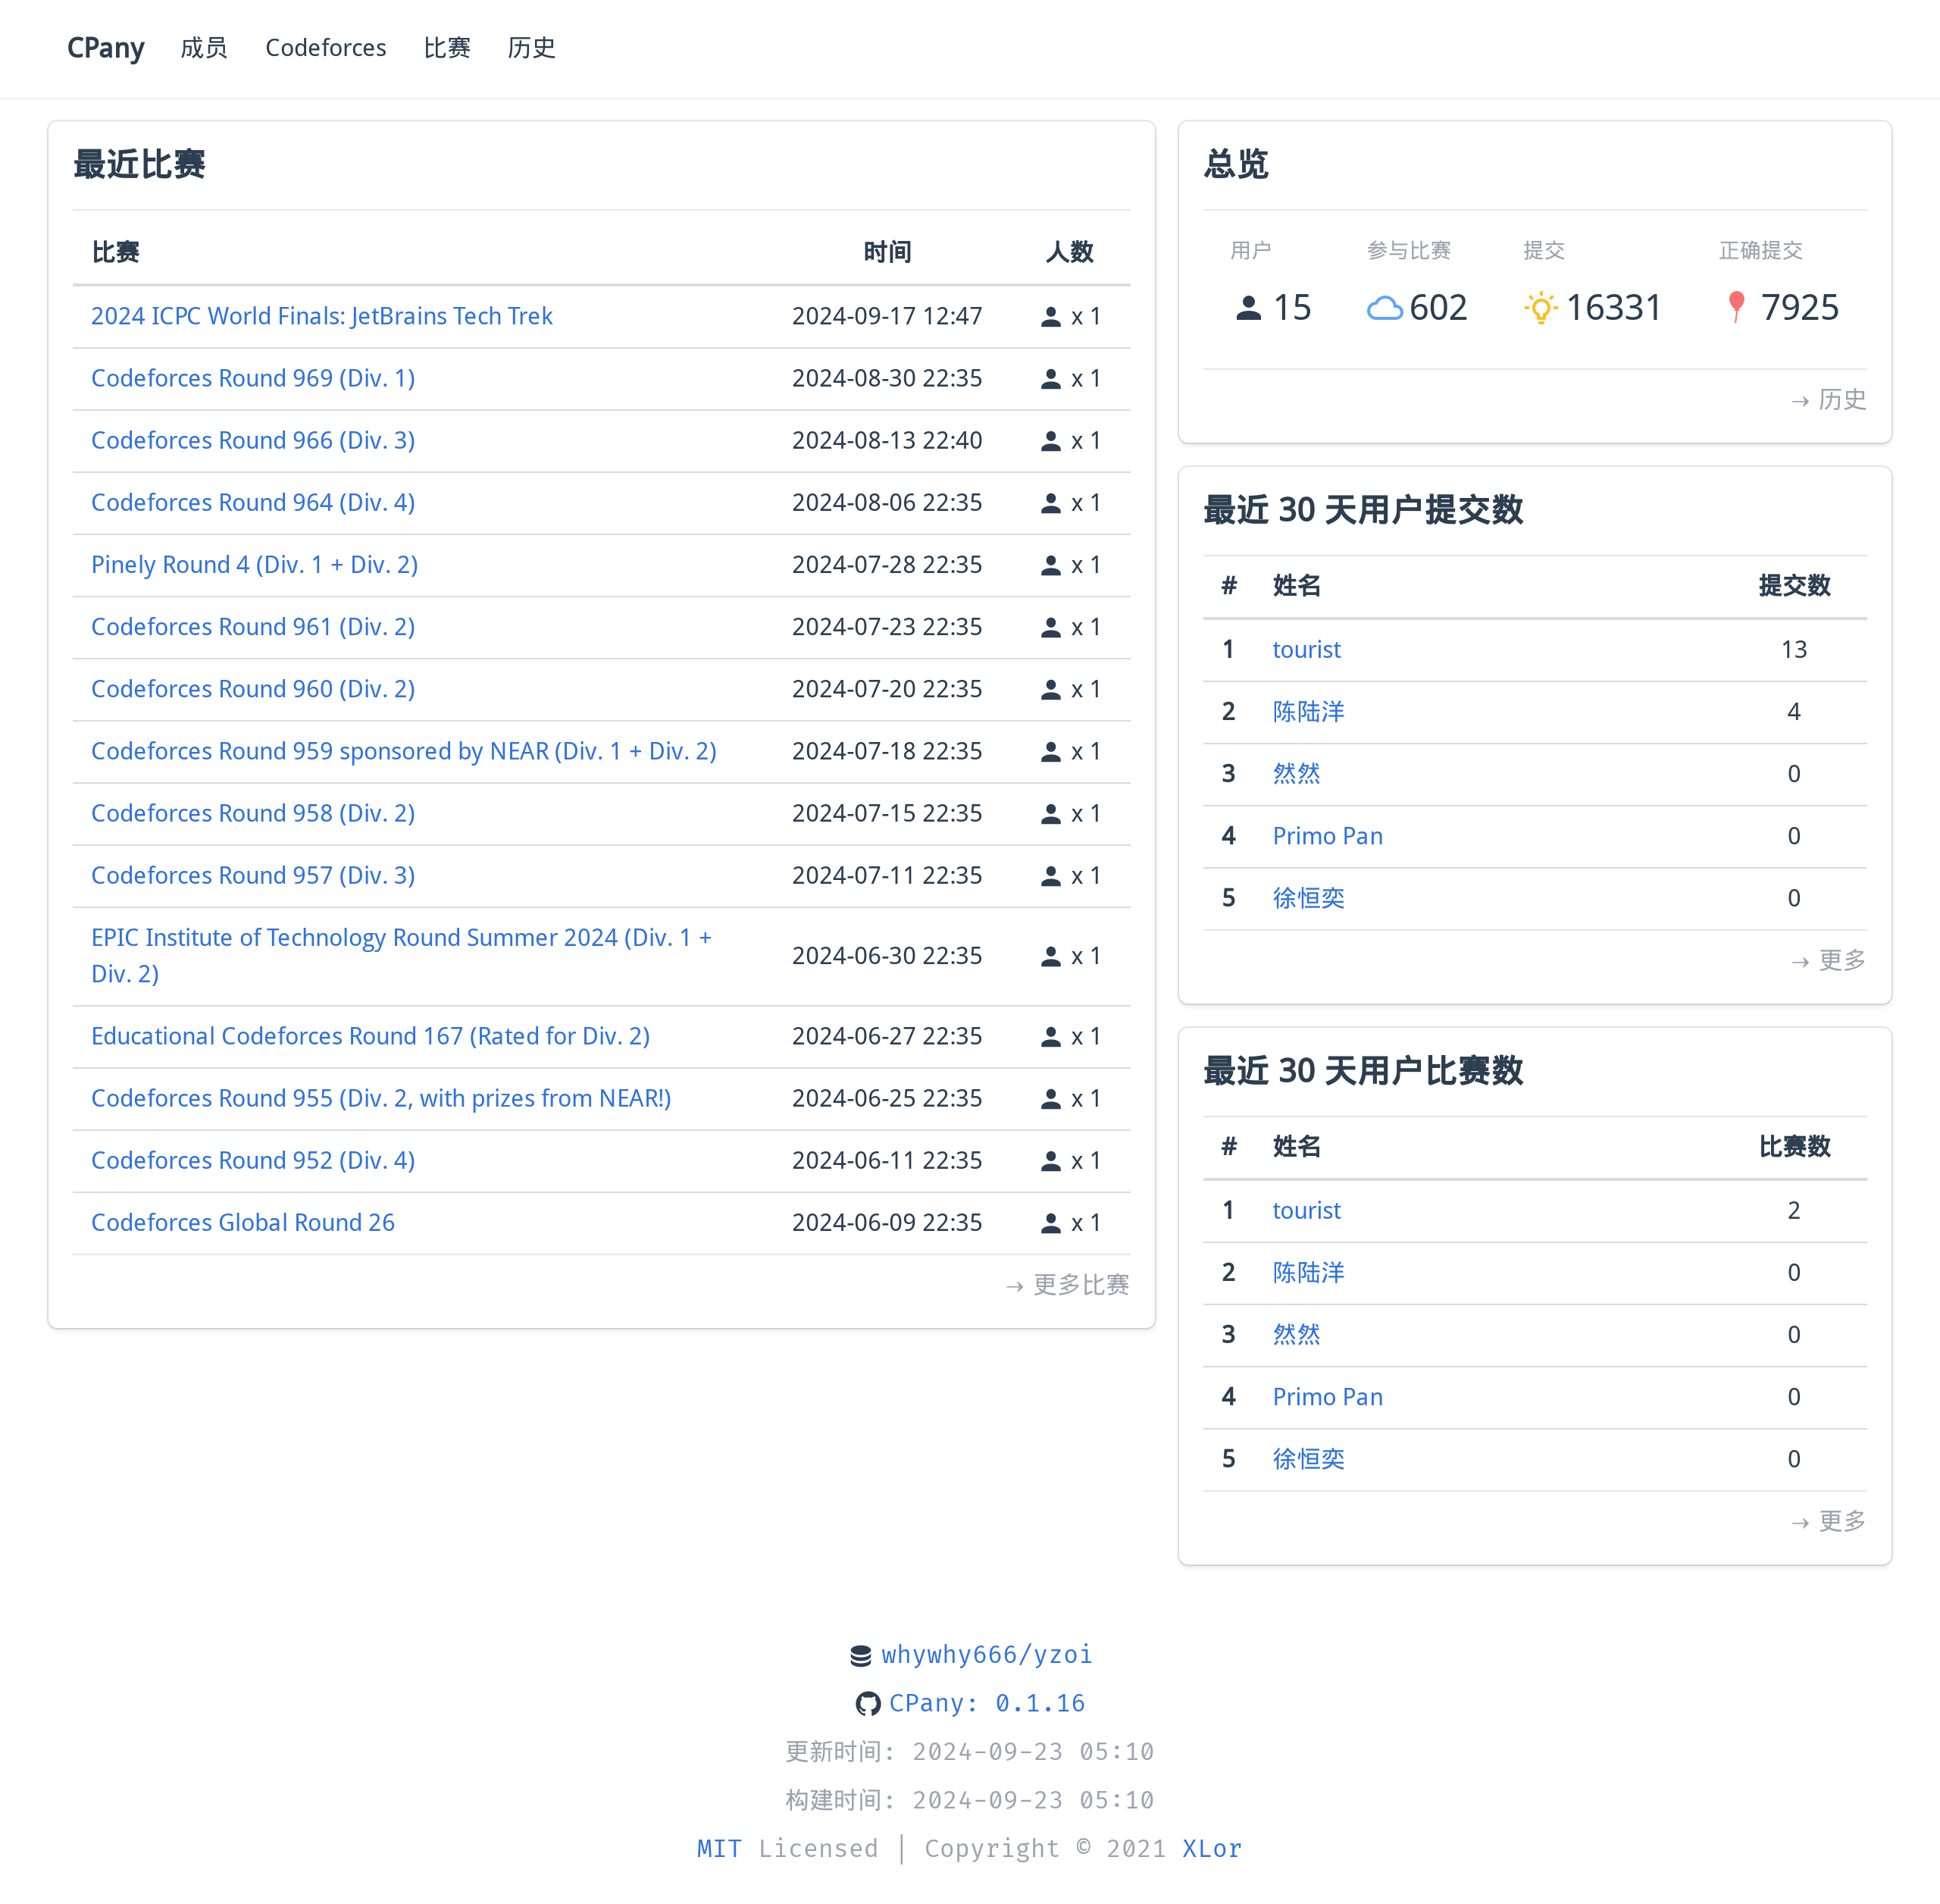 CPany 成员 Codeforces 比赛 历史
最近比赛
比赛 时间 人数
2024 ICPC World Finals: JetBrains Tech Trek 2024-09-17 12:47 x 1
Codeforces Round 969 (Div. 1) 2024-08-30 22:35 x 1
Codeforces Round 966 (Div. 3) 2024-08-13 22:40 x 1
Codeforces Round 964 (Div. 4) 2024-08-06 22:35 x 1
Pinely Round 4 (Div. 1 + Div. 2) 2024-07-28 22:35 x 1
Codeforces Round 961 (Div. 2) 2024-07-23 22:35 x 1
Codeforces Round 960 (Div. 2) 2024-07-20 22:35 x 1
Codeforces Round 959 sponsored by NEAR (Div. 1 + Div. 2) 2024-07-18 22:35 x 1
Codeforces Round 958 (Div. 2) 2024-07-15 22:35 x 1
Codeforces Round 957 (Div. 3) 2024-07-11 22:35 x 1
EPIC Institute of Technology Round Summer 2024 (Div. 1 +
Div. 2) 2024-06-30 22:35 x 1
Educational Codeforces Round 167 (Rated for Div. 2) 2024-06-27 22:35 x 1
Codeforces Round 955 (Div. 2, with prizes from NEAR!) 2024-06-25 22:35 x 1
Codeforces Round 952 (Div. 4) 2024-06-11 22:35 x 1
Codeforces Global Round 26 2024-06-09 22:35 x 1
→ 更多比赛
总览
用户 参与比赛 提交 正确提交
15 602 16331 7925
→ 历史
最近 30 天用户提交数
# 姓名 提交数
1 tourist 13
2 陈陆洋 4
3 然然 0
4 Primo Pan 0
5 徐恒奕 0
→ 更多
最近 30 天用户比赛数
# 姓名 比赛数
1 tourist 2
2 陈陆洋 0
3 然然 0
4 Primo Pan 0
5 徐恒奕 0
→ 更多
whywhy666/yzoi
CPany: 0.1.16
更新时间: 2024-09-23 05:10
构建时间: 2024-09-23 05:10
MIT Licensed | Copyright © 2021 XLor